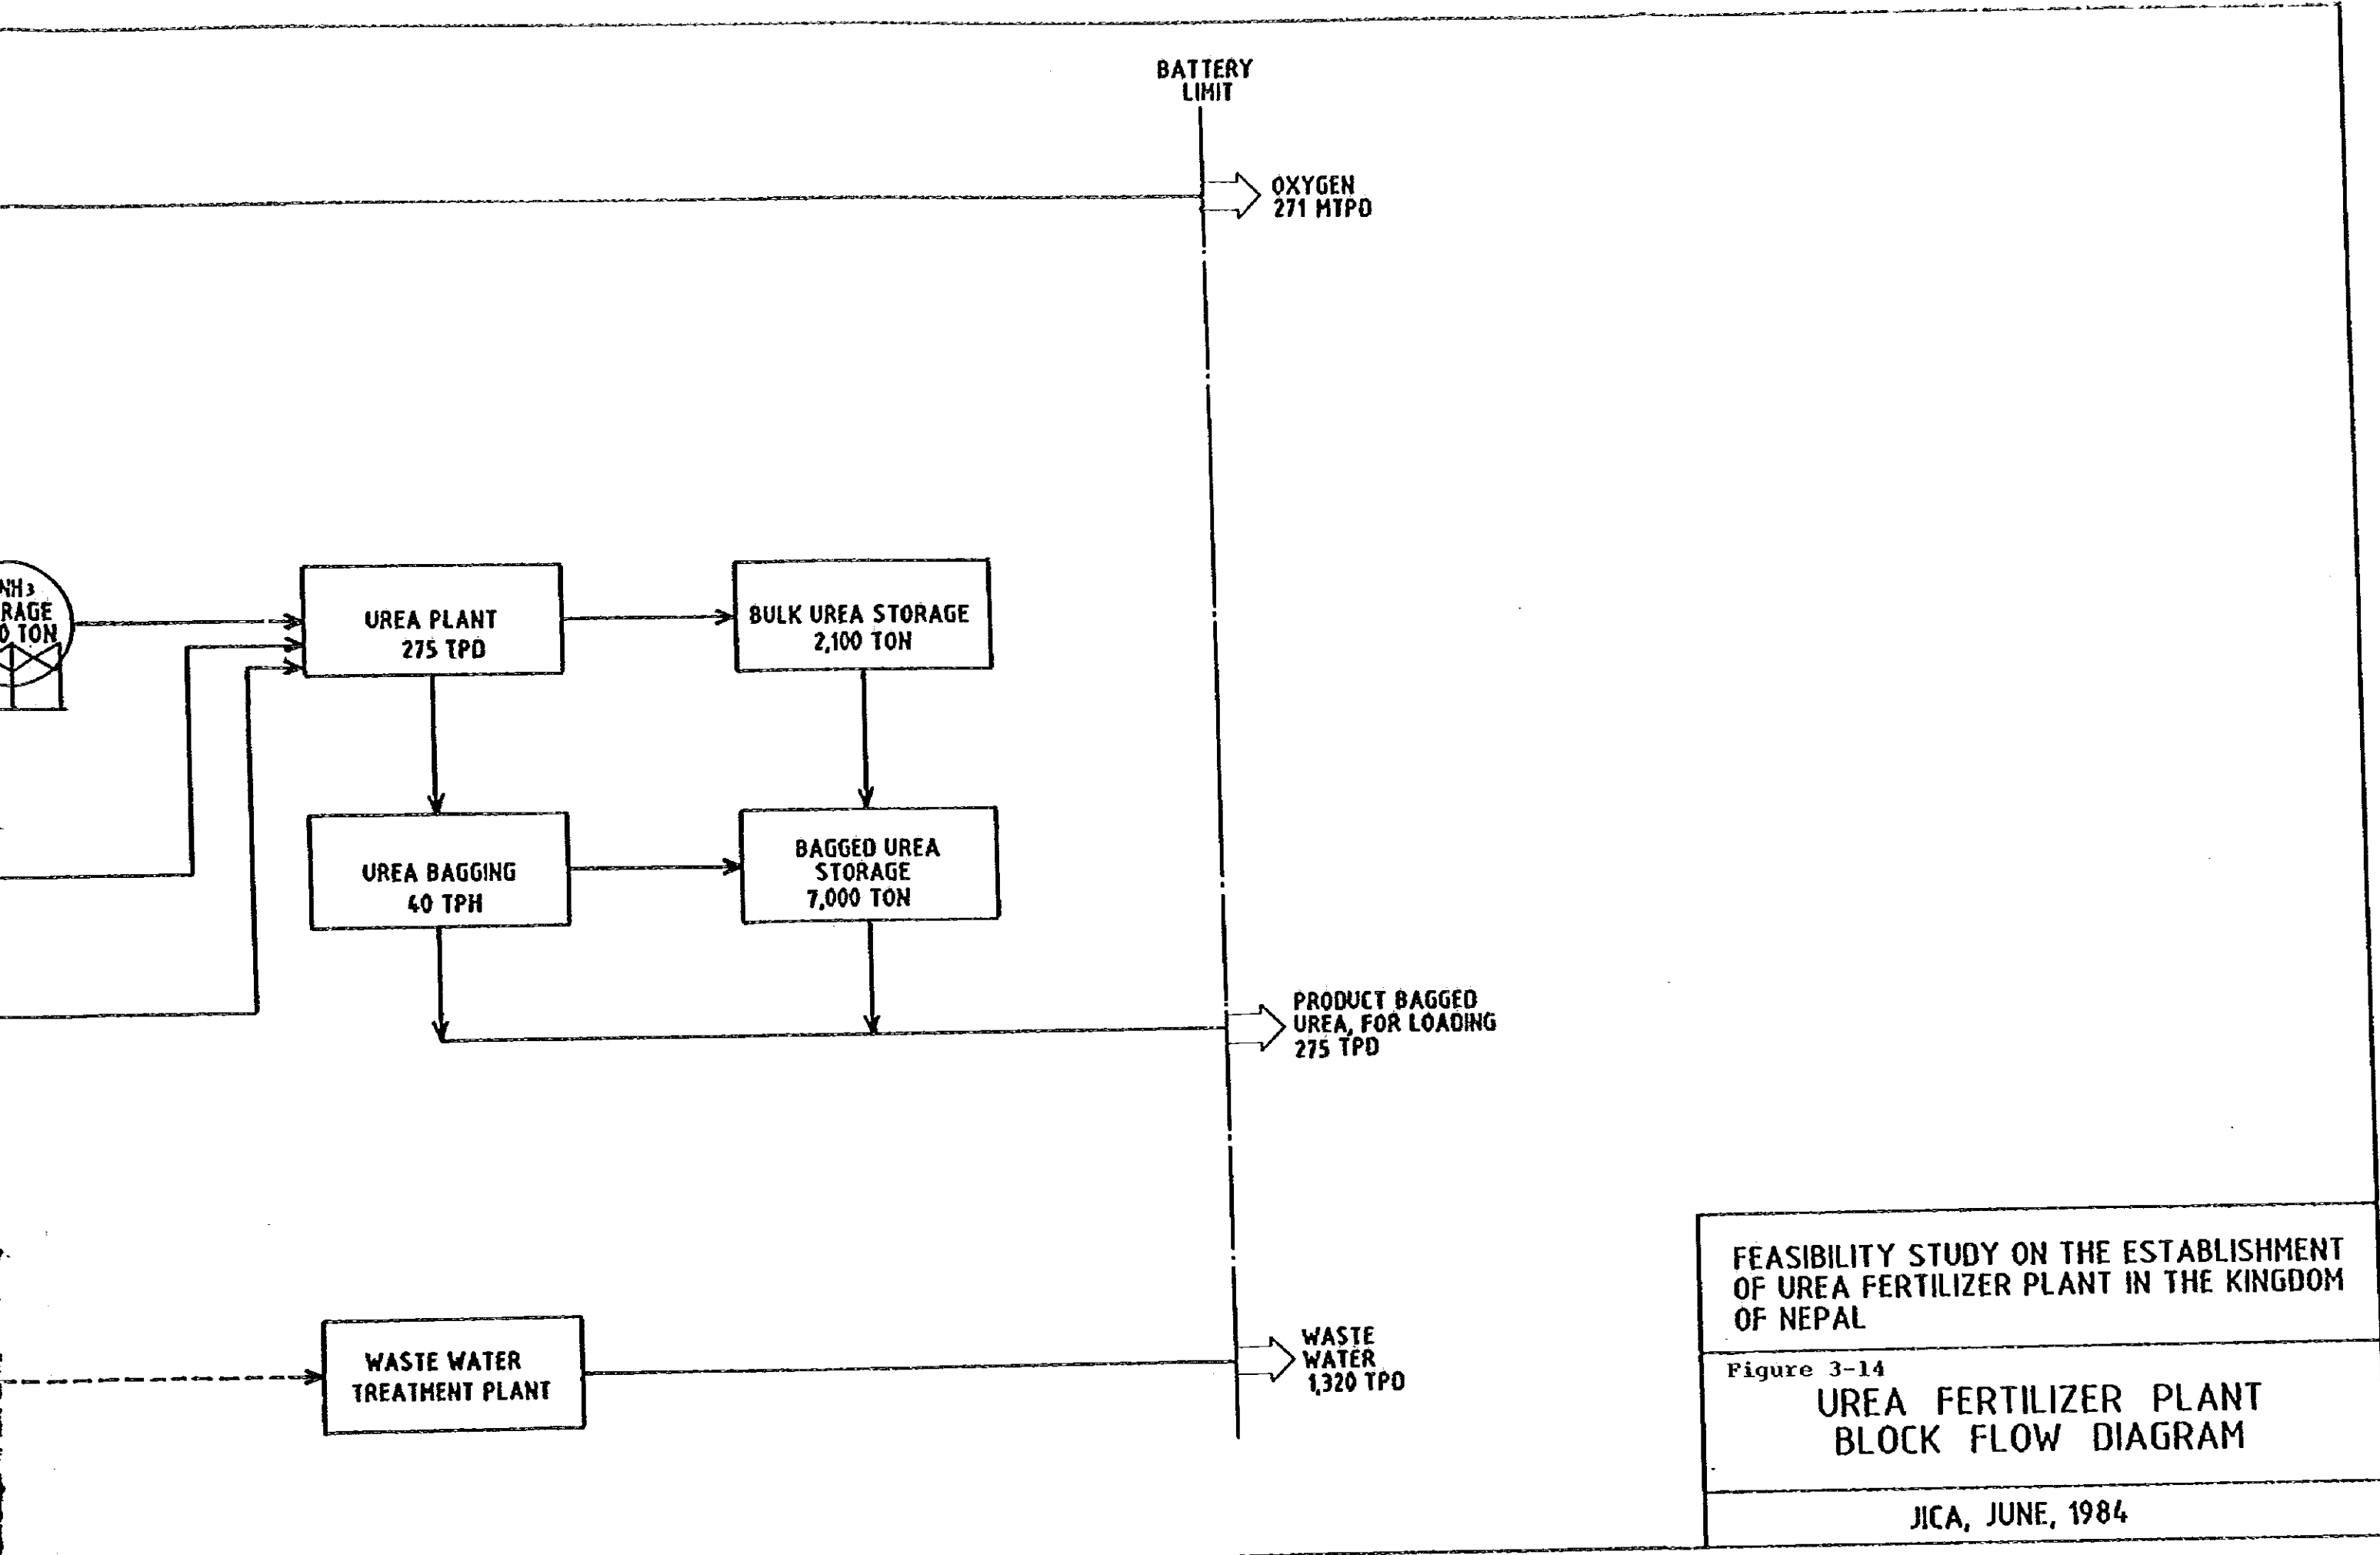 BATTERY
LIMIT
OXYGEN
271 MTPD
NH3
RAGE
0 TON
UREA PLANT
275 TPD
BULK UREA STORAGE
2,100 TON
UREA BAGGING
40 TPH
BAGGED UREA
STORAGE
7,000 TON
PRODUCT BAGGED
UREA, FOR LOADING
275 TPD
WASTE WATER
TREATMENT PLANT
WASTE
WATER
1,320 TPD
FEASIBILITY STUDY ON THE ESTABLISHMENT
OF UREA FERTILIZER PLANT IN THE KINGDOM
OF NEPAL
Figure 3-14
UREA FERTILIZER PLANT
BLOCK FLOW DIAGRAM
JICA, JUNE, 1984